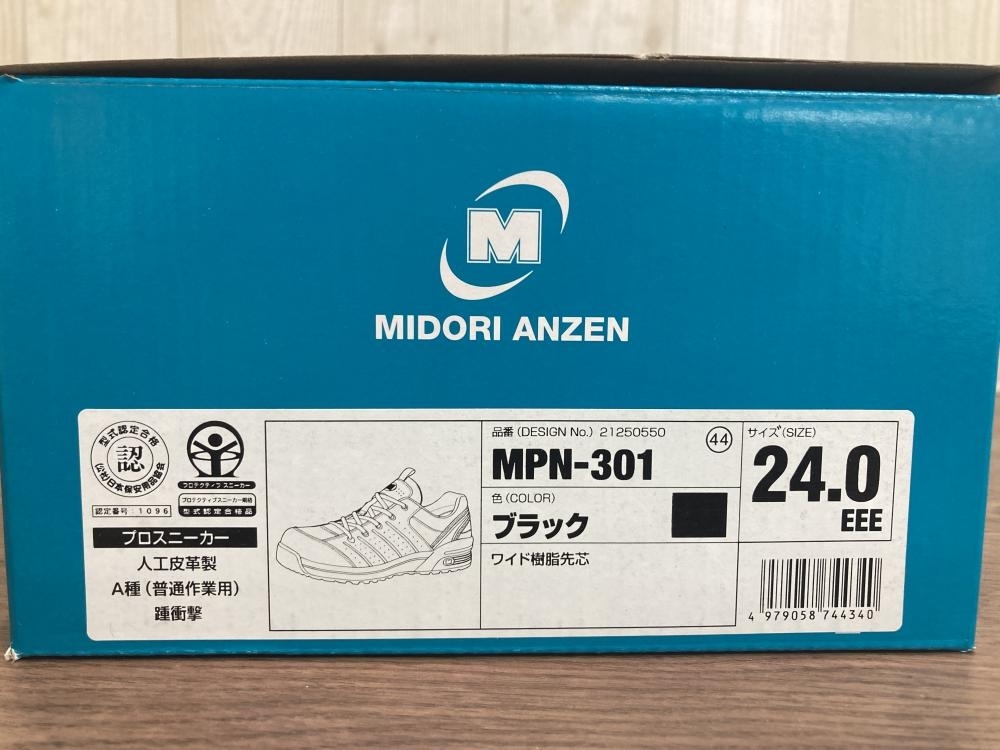 M
MIDORI ANZEN
型式認定合格
認
(公社)日本保安用品協会
認定番号:1096
プロテクティブ スニーカー
プロテクティブスニーカー規格
型式認定合格品
プロスニーカー
人工皮革製
A種(普通作業用)
踵衝撃
品番(DESIGN No.) 21250550
44
MPN-301
色(COLOR)
ブラック
ワイド樹脂先芯
サイズ(SIZE)
24.0
EEE
4 979058 744340